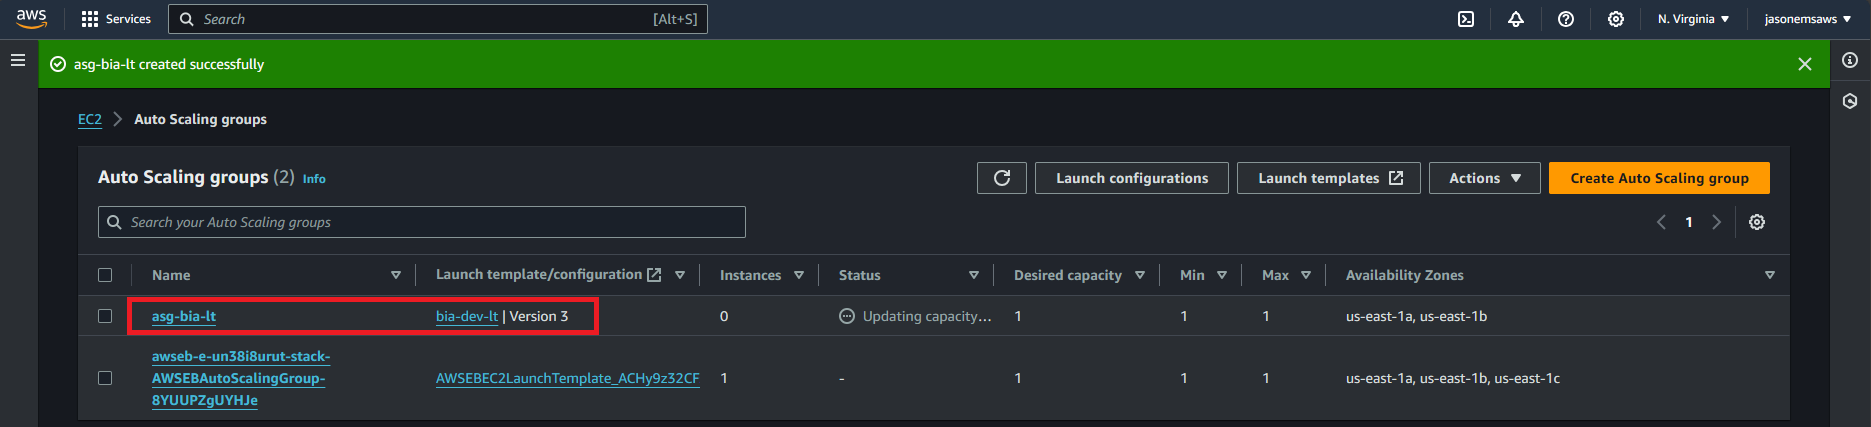 aws Services Search [Alt+S] N. Virginia jasonemsaws
asg-bia-lt created successfully
EC2 Auto Scaling groups
Auto Scaling groups (2) Info Launch configurations Launch templates Actions Create Auto Scaling group
Search your Auto Scaling groups 1
Name Launch template/configuration Instances Status Desired capacity Min Max Availability Zones
asg-bia-lt bia-dev-lt | Version 3 0 Updating capacity... 1 1 1 us-east-1a, us-east-1b
awseb-e-un38i8urut-stack-
AWSEBAutoScalingGroup- AWSEBEC2LaunchTemplate_ACHy9z32CF 1 - 1 1 1 us-east-1a, us-east-1b, us-east-1c
8YUUPZgUYHJe